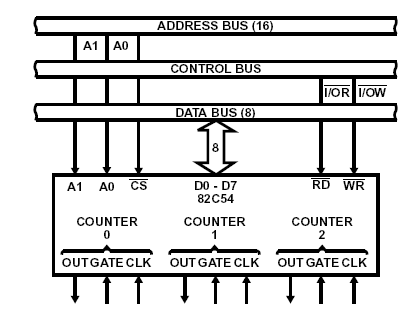 ADDRESS BUS (16)
A1 A0
CONTROL BUS
I/OR I/OW
DATA BUS (8)
8
A1 A0 CS D0 - D7 RD WR
82C54
COUNTER COUNTER COUNTER
0 1 2
OUT GATE CLK OUT GATE CLK OUT GATE CLK